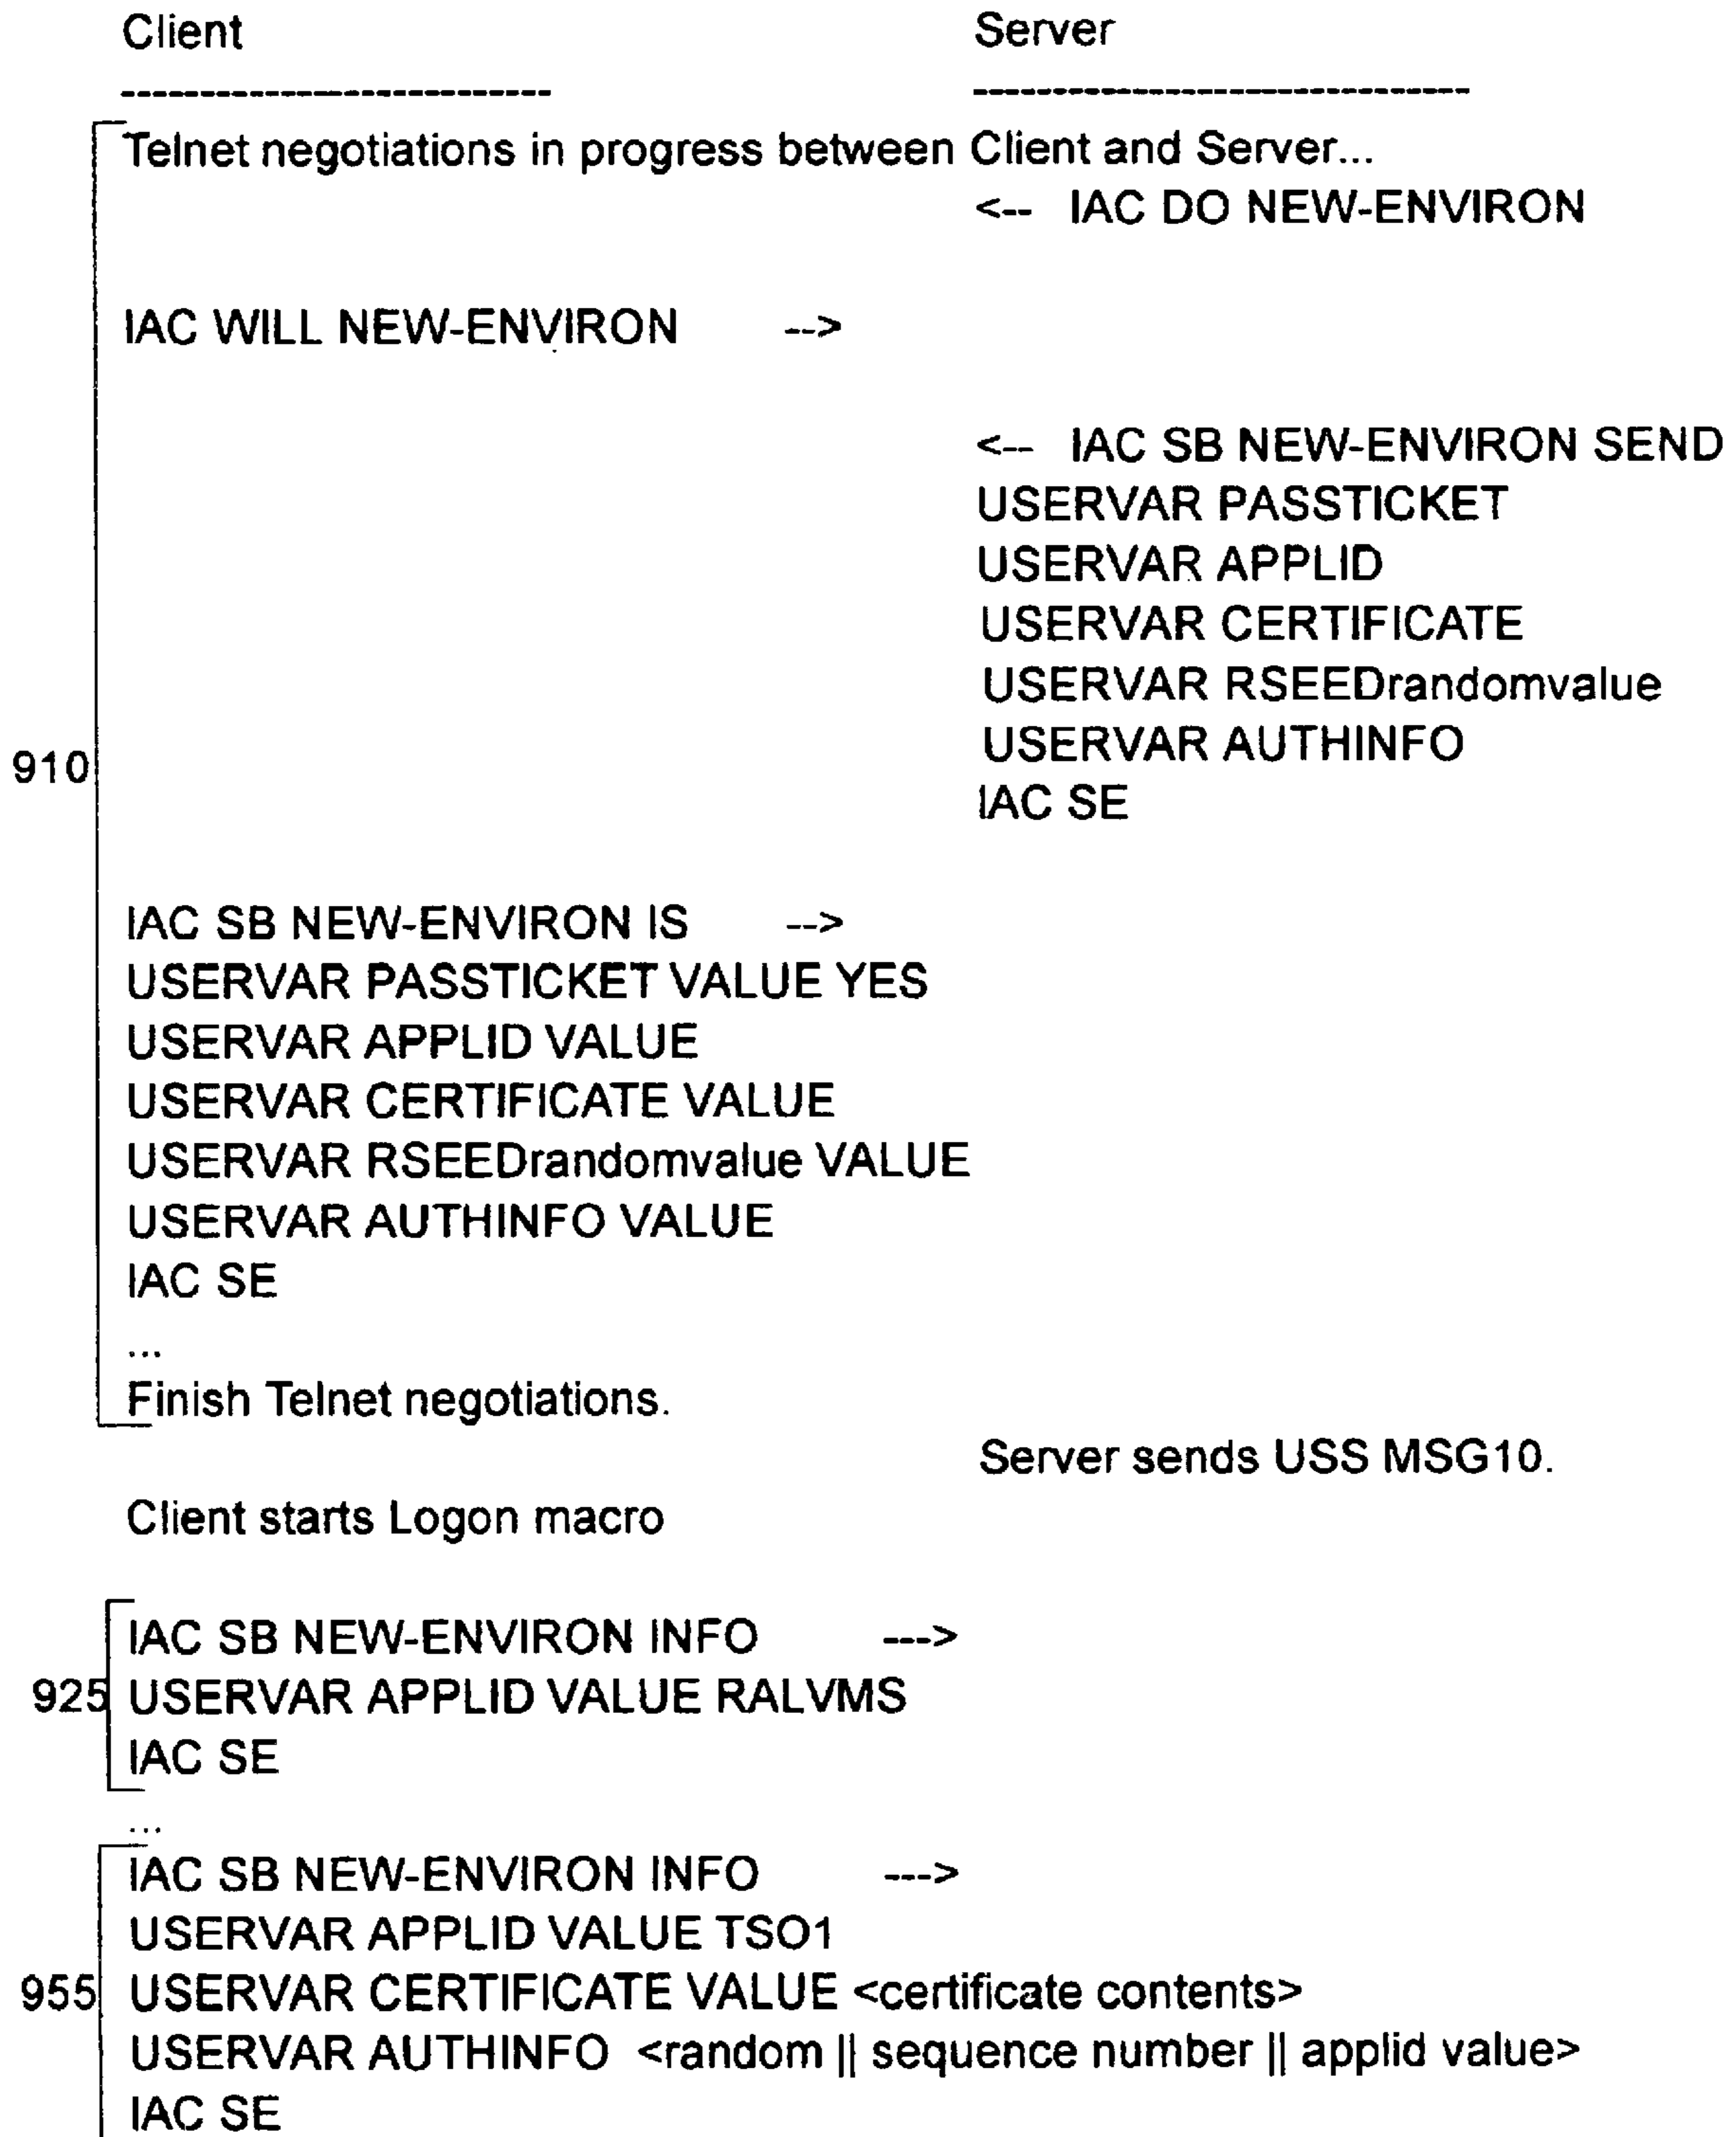 Client Server
--------------------------- -------------------------------
Telnet negotiations in progress between Client and Server...
<-- IAC DO NEW-ENVIRON
IAC WILL NEW-ENVIRON -->
<-- IAC SB NEW-ENVIRON SEND
USERVAR PASSTICKET
USERVAR APPLID
USERVAR CERTIFICATE
USERVAR RSEEDrandomvalue
USERVAR AUTHINFO
910
IAC SE
IAC SB NEW-ENVIRON IS -->
USERVAR PASSTICKET VALUE YES
USERVAR APPLID VALUE
USERVAR CERTIFICATE VALUE
USERVAR RSEEDrandomvalue VALUE
USERVAR AUTHINFO VALUE
IAC SE
...
Finish Telnet negotiations.
Server sends USS MSG10.
Client starts Logon macro
IAC SB NEW-ENVIRON INFO --->
925 USERVAR APPLID VALUE RALVMS
IAC SE
...
IAC SB NEW-ENVIRON INFO --->
USERVAR APPLID VALUE TSO1
955 USERVAR CERTIFICATE VALUE <certificate contents>
USERVAR AUTHINFO <random || sequence number || applid value>
IAC SE